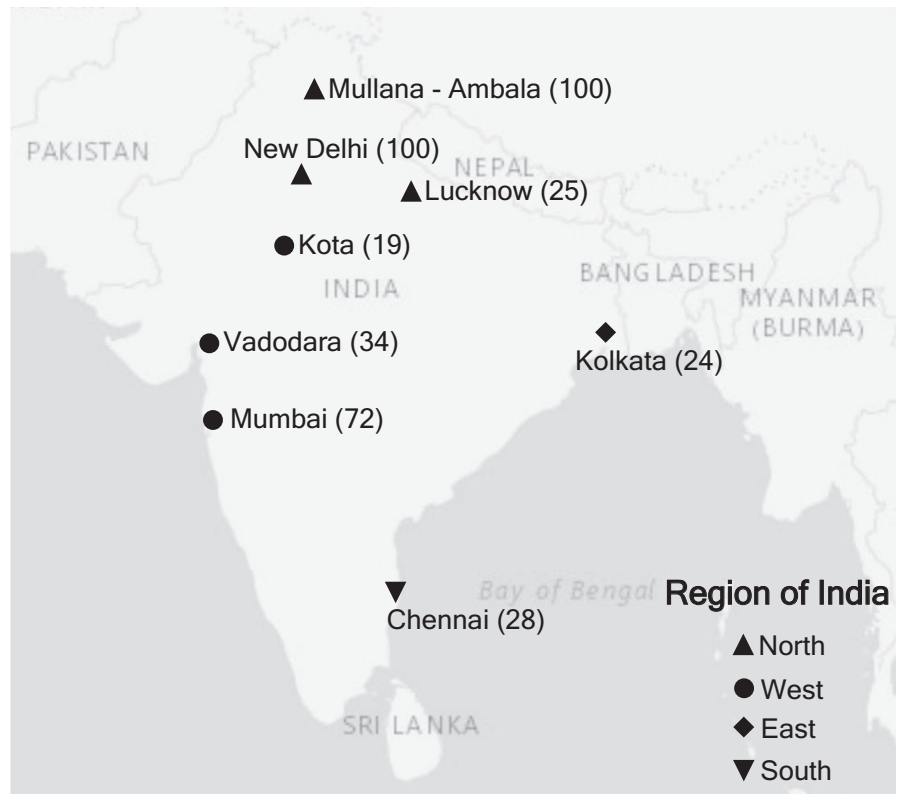 Mullana - Ambala (100)
New Delhi (100)
PAKISTAN
NEPAL
Lucknow (25)
Kota (19)
BANGLADESH
INDIA
MYANMAR
(BURMA)
Vadodara (34)
Kolkata (24)
Mumbai (72)
Bay of Bengal
Region of India
Chennai (28)
North
West
SRI LANKA
East
South